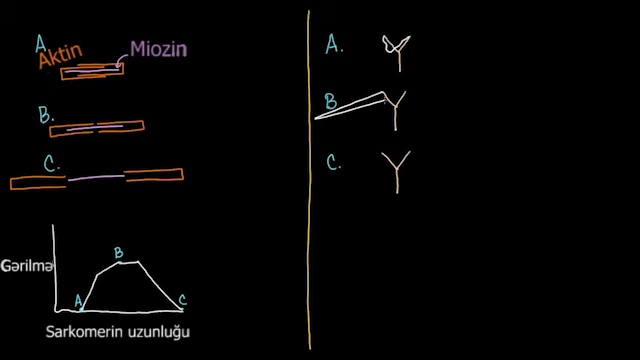 A.
Aktin
Miozin
B.
C.
Gərilmə
A
B
C
Sarkomerin uzunluğu
A.
B
C.